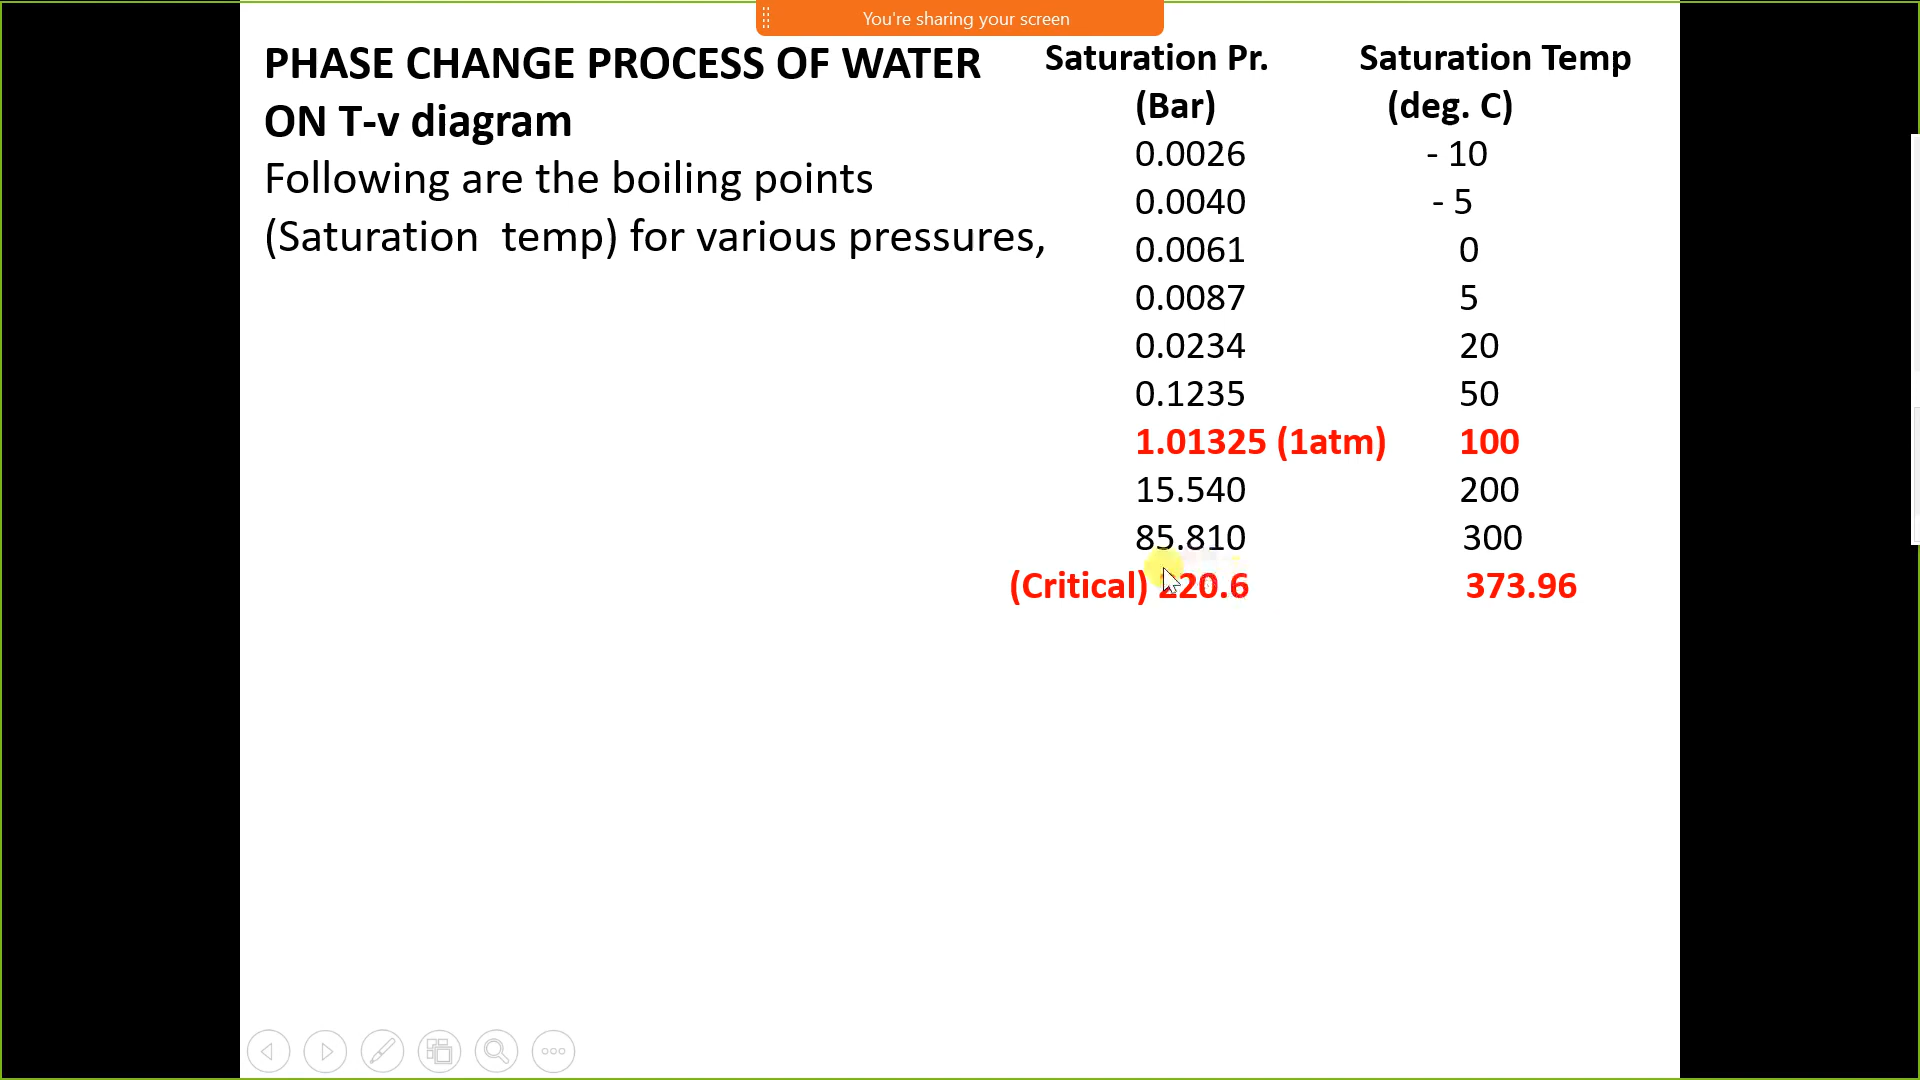 You're sharing your screen
PHASE CHANGE PROCESS OF WATER
ON T-v diagram
Following are the boiling points
(Saturation temp) for various pressures,
Saturation Pr. Saturation Temp
(Bar) (deg. C)
0.0026 - 10
0.0040 - 5
0.0061 0
0.0087 5
0.0234 20
0.1235 50
1.01325 (1atm) 100
15.540 200
85.810 300
(Critical) 220.6 373.96